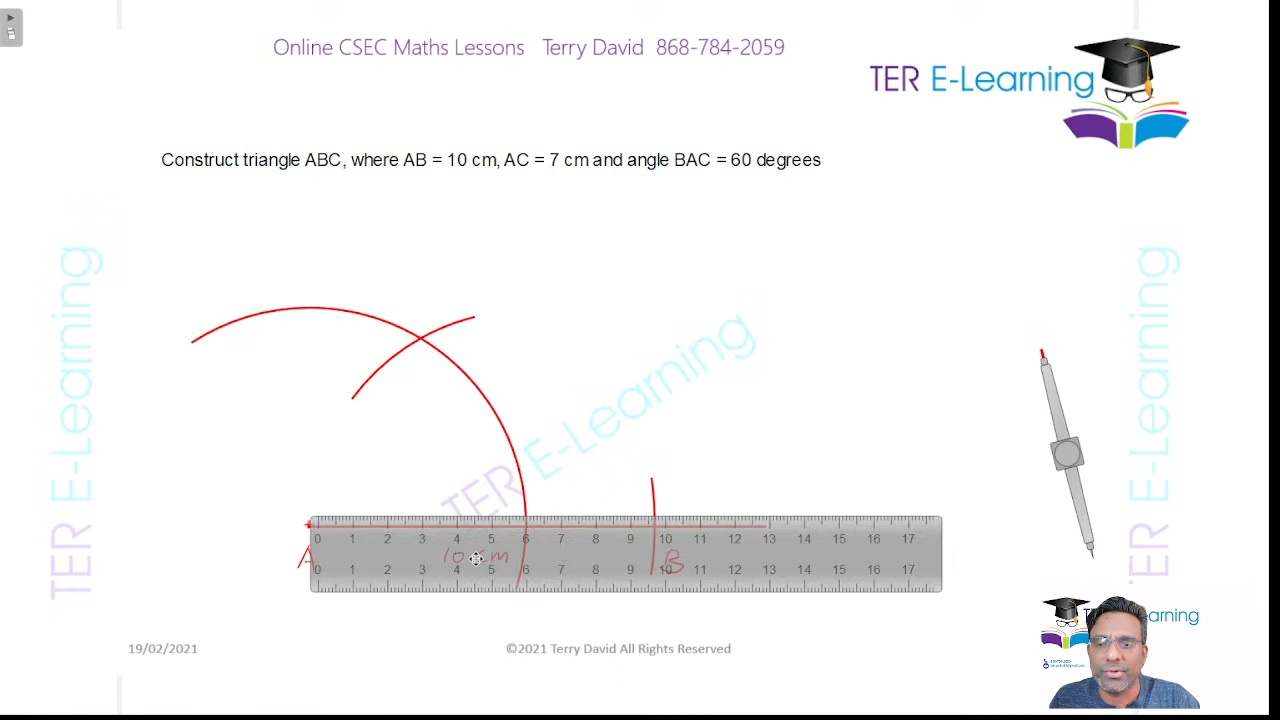 Online CSEC Maths Lessons Terry David 868-784-2059
TER E-Learning
Construct triangle ABC, where AB = 10 cm, AC = 7 cm and angle BAC = 60 degrees
TER E-Learning
TER E-Learning
TER E-Learning
0 1 2 3 4 5 6 7 8 9 10 11 12 13 14 15 16 17
A
10 cm
B
0 1 2 3 4 5 6 7 8 9 10 11 12 13 14 15 16 17
19/02/2021
©2021 Terry David All Rights Reserved